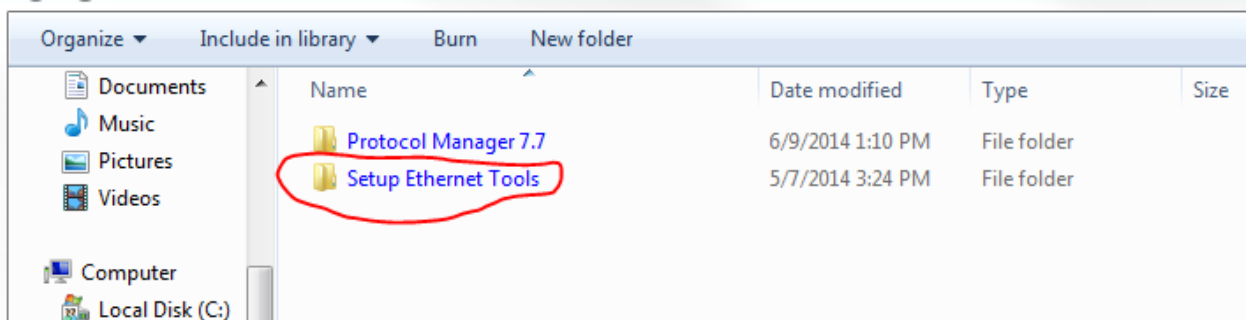 Organize Include in library Burn New folder
Documents
Music
Pictures
Videos
Computer
Local Disk (C:)
Name Date modified Type Size
Protocol Manager 7.7 6/9/2014 1:10 PM File folder
Setup Ethernet Tools 5/7/2014 3:24 PM File folder